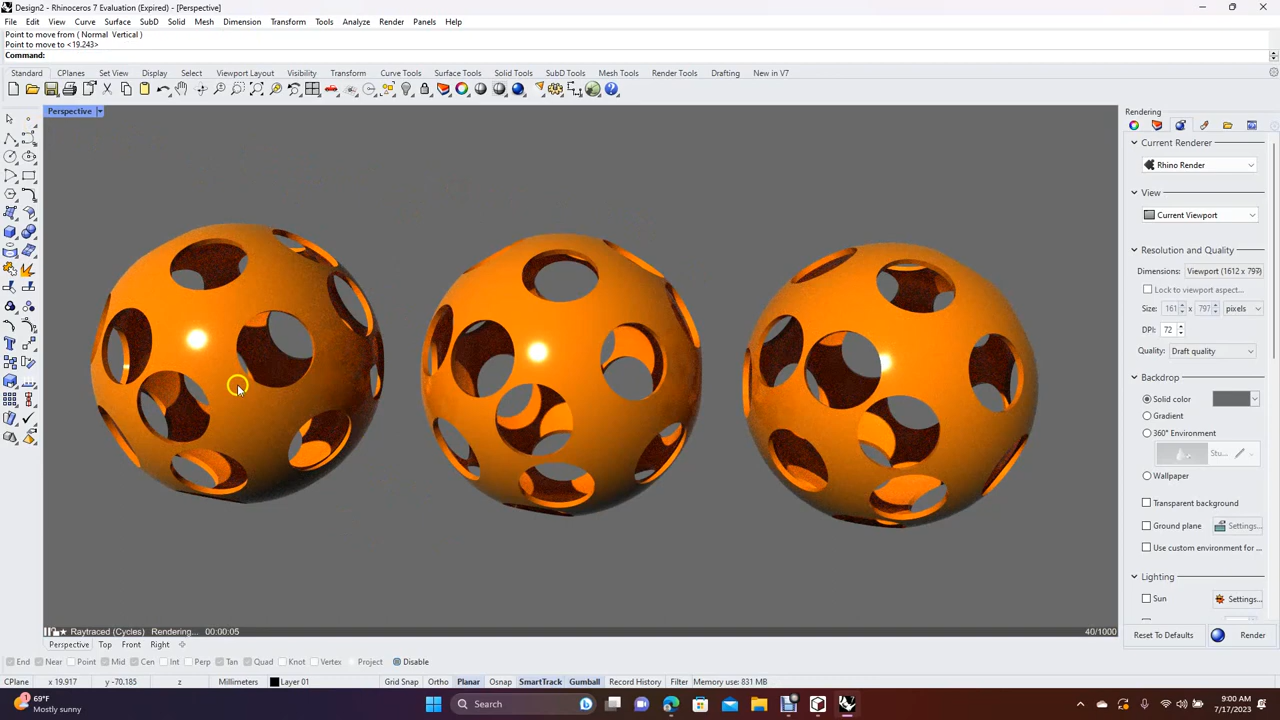 Design2 - Rhinoceros 7 Evaluation (Expired) - [Perspective]
File Edit View Curve Surface SubD Solid Mesh Dimension Transform Tools Analyze Render Panels Help
Point to move from ( Normal Vertical )
Point to move to <19.243>
Command:
Standard CPlanes Set View Display Select Viewport Layout Visibility Transform Curve Tools Surface Tools Solid Tools SubD Tools Mesh Tools Render Tools Drafting New in V7
Perspective
Rendering
Current Renderer
Rhino Render
View
Current Viewport
Resolution and Quality
Dimensions: Viewport (1612 x 797)
Lock to viewport aspect...
Size: 161 x 797 pixels
DPI: 72
Quality: Draft quality
Backdrop
Solid color
Gradient
360° Environment
Stu...
Wallpaper
Transparent background
Ground plane Settings...
Use custom environment for ...
Lighting
Sun Settings...
Reset To Defaults Render
Raytraced (Cycles) Rendering... 00:00:05 40/1000
Perspective Top Front Right
End Near Point Mid Cen Int Perp Tan Quad Knot Vertex Project Disable
CPlane x 19.917 y -70.185 z Millimeters Layer 01 Grid Snap Ortho Planar Osnap SmartTrack Gumball Record History Filter Memory use: 831 MB
69°F
Mostly sunny
Search
9:00 AM
7/17/2023